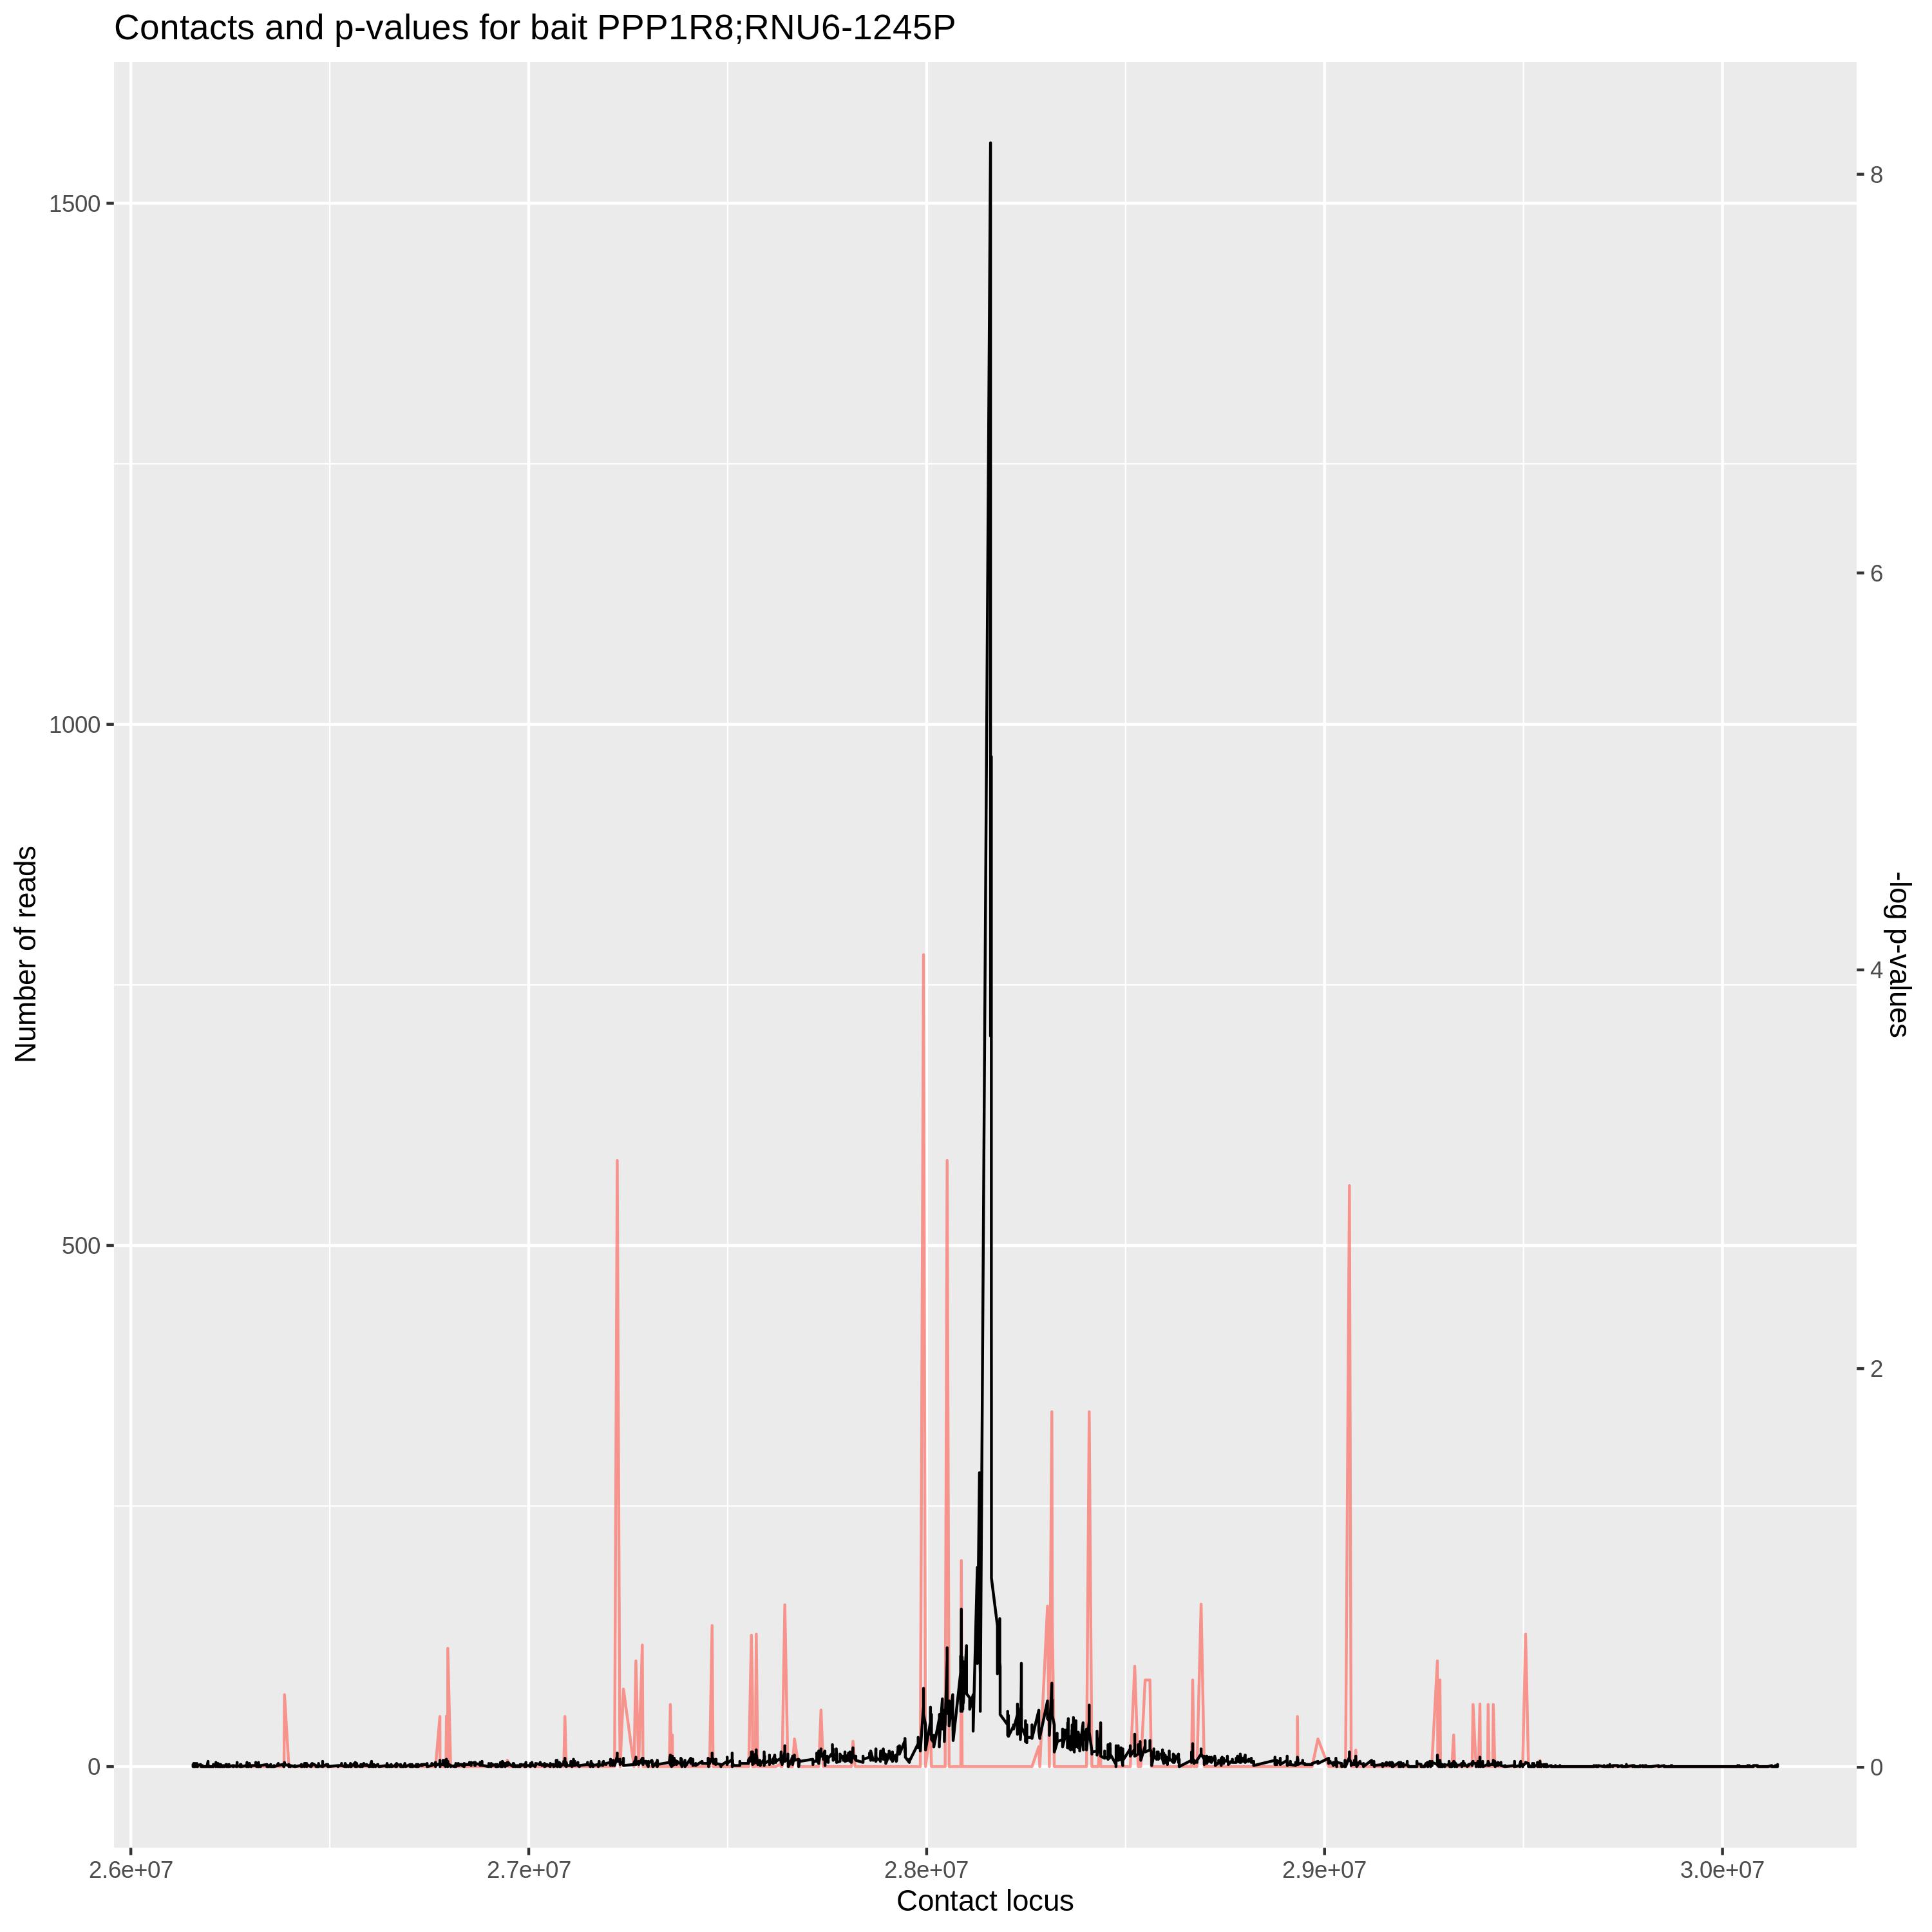 Contacts and p-values for bait PPP1R8;RNU6-1245P
Number of reads
1500
1000
500
0
8
6
4
2
0
-log p-values
2.6e+07
2.7e+07
2.8e+07
2.9e+07
3.0e+07
Contact locus